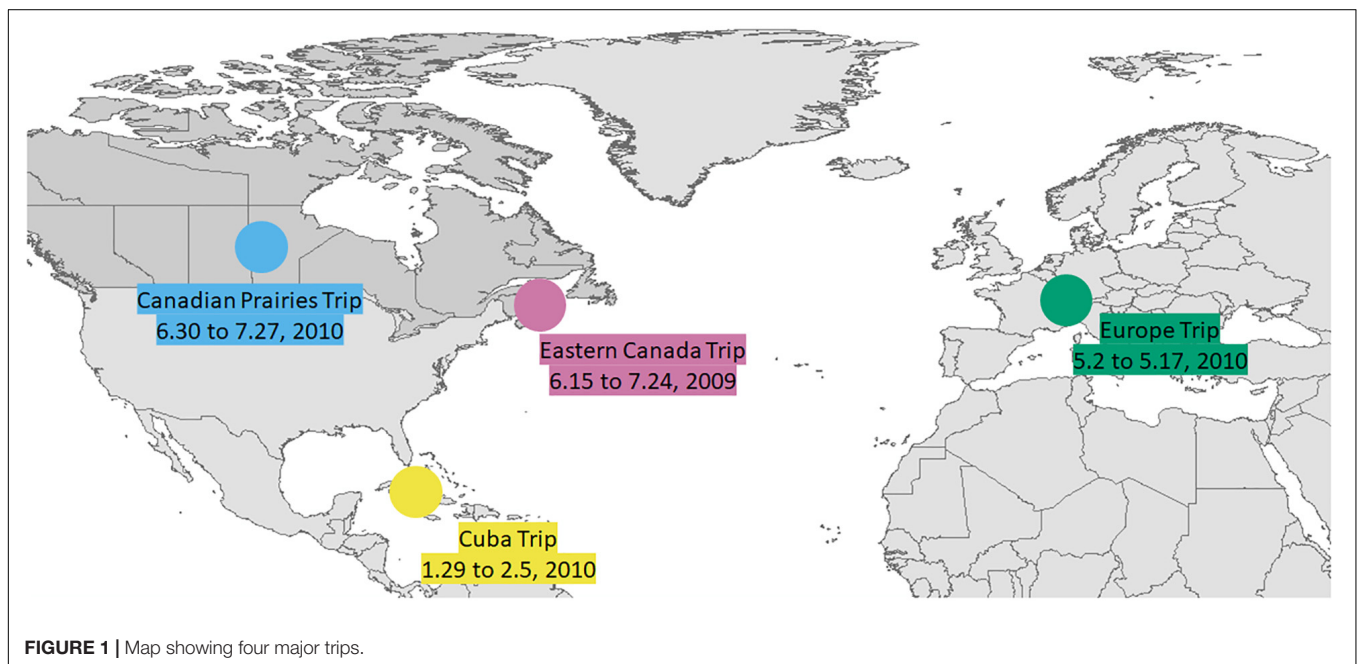 Canadian Prairies Trip
6.30 to 7.27, 2010
Eastern Canada Trip
6.15 to 7.24, 2009
Europe Trip
5.2 to 5.17, 2010
Cuba Trip
1.29 to 2.5, 2010
FIGURE 1 | Map showing four major trips.